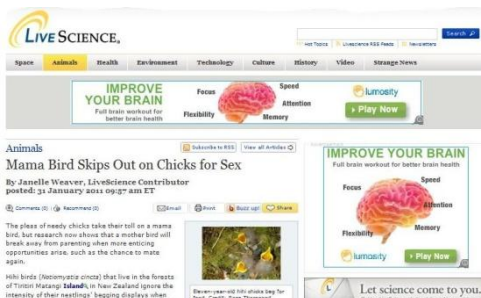 LIVESCIENCE.
Hot Topics Livescience RSS Feeds Newsletters
Search
Space Animals Health Environment Technology Culture History Video Strange News
IMPROVE
YOUR BRAIN
Full brain workout for
better brain health
Focus
Speed
Attention
Flexibility
Memory
lumosity
Play Now
Animals
Subscribe to RSS
View all Articles
Mama Bird Skips Out on Chicks for Sex
By Janelle Weaver, LiveScience Contributor
posted: 31 January 2011 09:37 am ET
Comments (0) Recommend (0)
Email
Print
Buzz up!
Share
The pleas of needy chicks take their toll on a mama
bird, but research now shows that a mother bird will
break away from parenting when more enticing
opportunities arise, such as the chance to mate
again.
Hihi birds (Notiomystis cincta) that live in the forests
of Tiritiri Matangi Island, in New Zealand ignore the
intensity of their nestlings' begging displays when
Eleven-year-old hihi chicks beg for
IMPROVE YOUR BRAIN
Full brain workout for better brain health
Focus
Speed
Attention
Flexibility
Memory
lumosity
Play Now
Let science come to you.